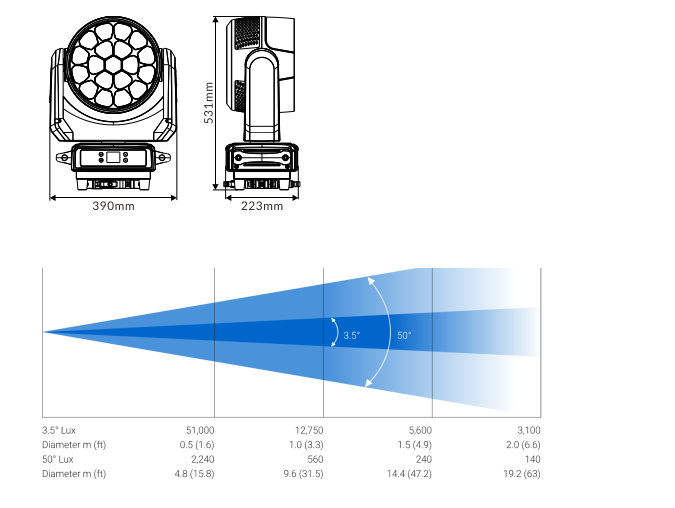 531mm
390mm
223mm
3.5°
50°
3.5° Lux 51,000 12,750 5,600 3,100
Diameter m (ft) 0.5 (1.6) 1.0 (3.3) 1.5 (4.9) 2.0 (6.6)
50° Lux 2,240 560 240 140
Diameter m (ft) 4.8 (15.8) 9.6 (31.5) 14.4 (47.2) 19.2 (63)